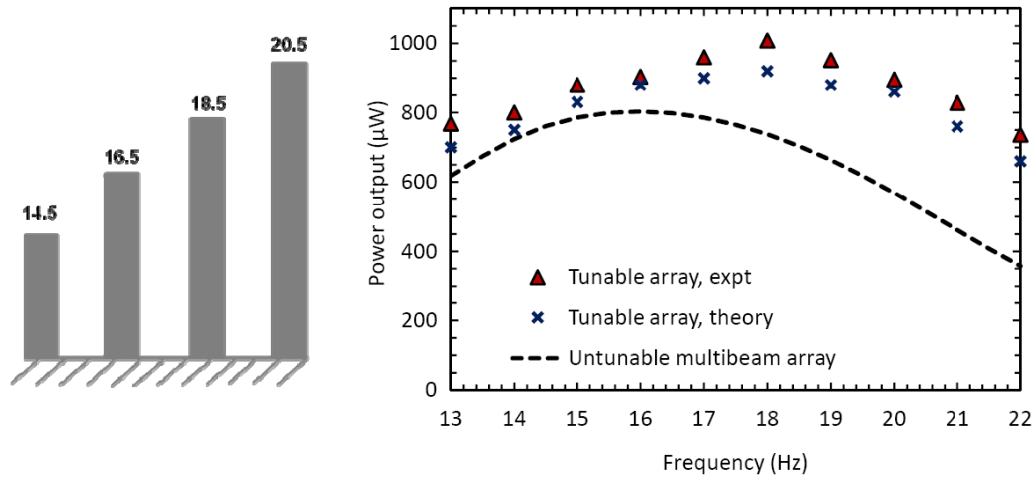 14.5
16.5
18.5
20.5
1000
800
600
400
200
0
Power output (μW)
Tunable array, expt
Tunable array, theory
Untunable multibeam array
13 14 15 16 17 18 19 20 21 22
Frequency (Hz)